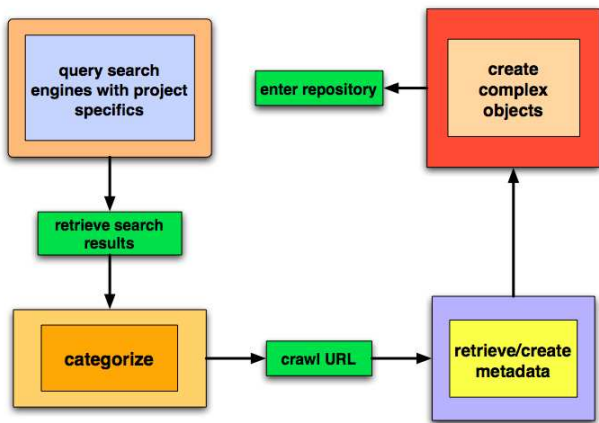 query search
engines with project
specifics
retrieve search
results
categorize
crawl URL
retrieve/create
metadata
create
complex
objects
enter repository